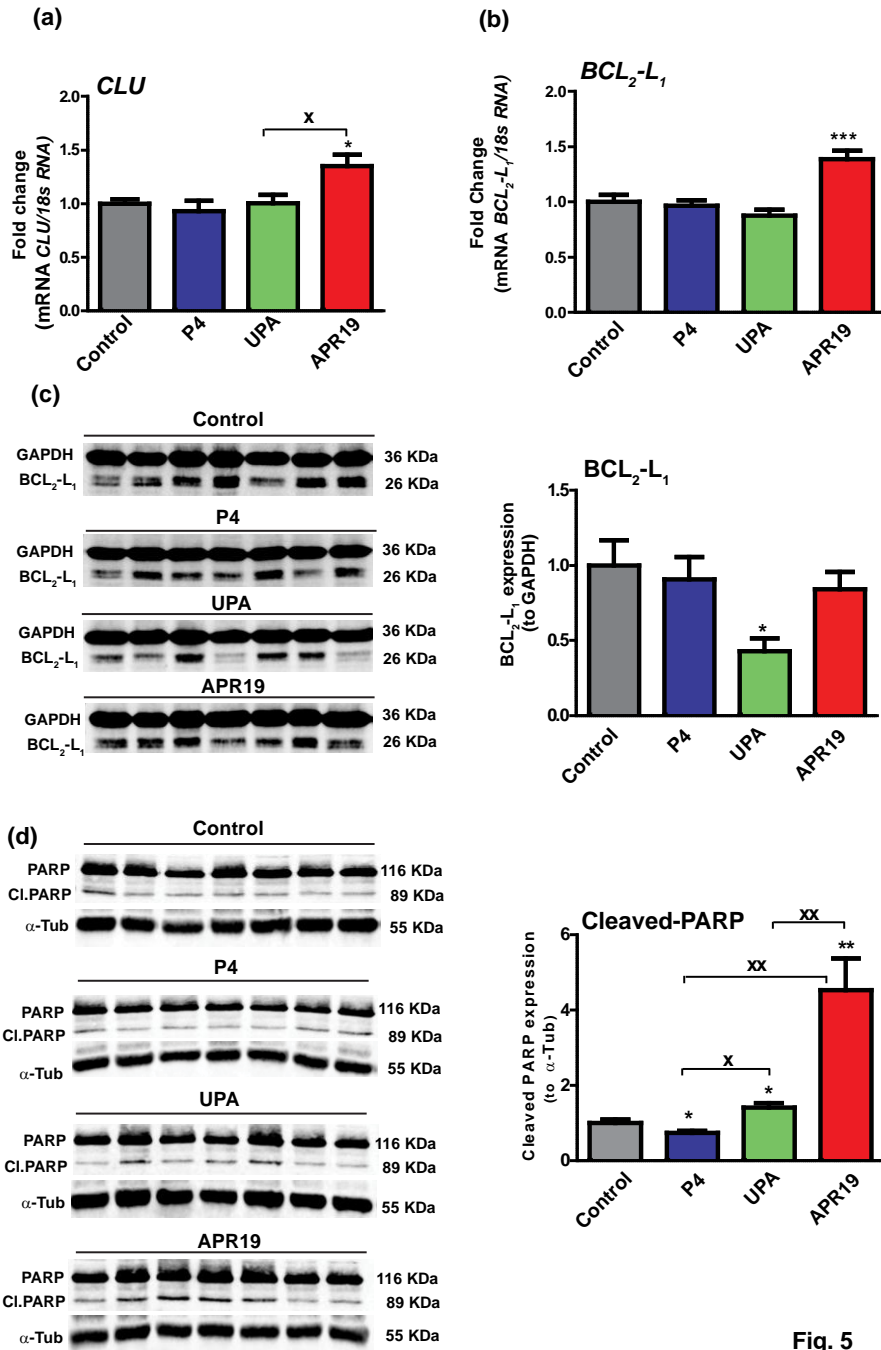 (a)
CLU
Fold change
(mRNA CLU/18s RNA)
2.0
1.5
1.0
0.5
0.0
x
*
Control
P4
UPA
APR19
(b)
BCL₂-L₁
Fold Change
(mRNA BCL₂-L₁/18s RNA)
2.0
1.5
1.0
0.5
0.0
***
Control
P4
UPA
APR19
(c)
Control
GAPDH
36 KDa
BCL₂-L₁
26 KDa
P4
GAPDH
36 KDa
BCL₂-L₁
26 KDa
UPA
GAPDH
36 KDa
BCL₂-L₁
26 KDa
APR19
GAPDH
36 KDa
BCL₂-L₁
26 KDa
BCL₂-L₁
BCL₂-L₁ expression
(to GAPDH)
1.5
1.0
0.5
0.0
*
Control
P4
UPA
APR19
(d)
Control
PARP
116 KDa
Cl.PARP
89 KDa
α-Tub
55 KDa
P4
PARP
116 KDa
Cl.PARP
89 KDa
α-Tub
55 KDa
UPA
PARP
116 KDa
Cl.PARP
89 KDa
α-Tub
55 KDa
APR19
PARP
116 KDa
Cl.PARP
89 KDa
α-Tub
55 KDa
Cleaved-PARP
Cleaved PARP expression
(to α-Tub)
6
4
2
0
xx
**
xx
x
*
*
Control
P4
UPA
APR19
Fig. 5